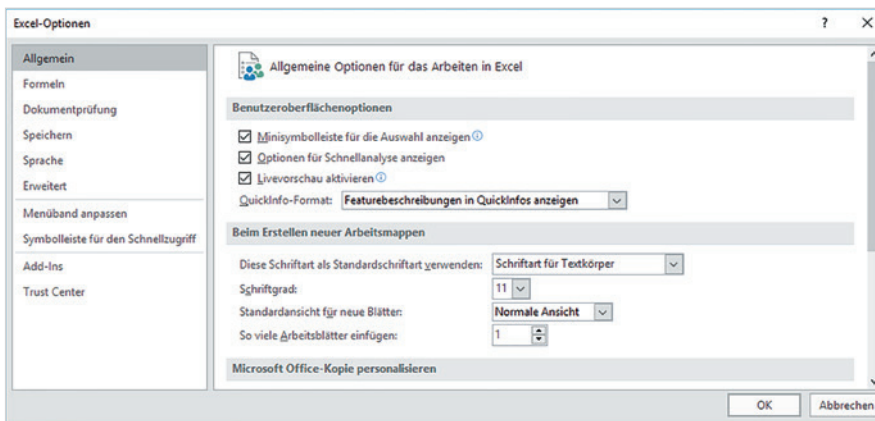 Excel-Optionen ? ×
Allgemein
Formeln
Dokumentprüfung
Speichern
Sprache
Erweitert
Menüband anpassen
Symbolleiste für den Schnellzugriff
Add-Ins
Trust Center
Allgemeine Optionen für das Arbeiten in Excel
Benutzeroberflächenoptionen
Minisymbolleiste für die Auswahl anzeigen
Optionen für Schnellanalyse anzeigen
Livevorschau aktivieren
QuickInfo-Format: Featurebeschreibungen in QuickInfos anzeigen
Beim Erstellen neuer Arbeitsmappen
Diese Schriftart als Standardschriftart verwenden: Schriftart für Textkörper
Schriftgrad: 11
Standardansicht für neue Blätter: Normale Ansicht
So viele Arbeitsblätter einfügen: 1
Microsoft Office-Kopie personalisieren
OK Abbrechen